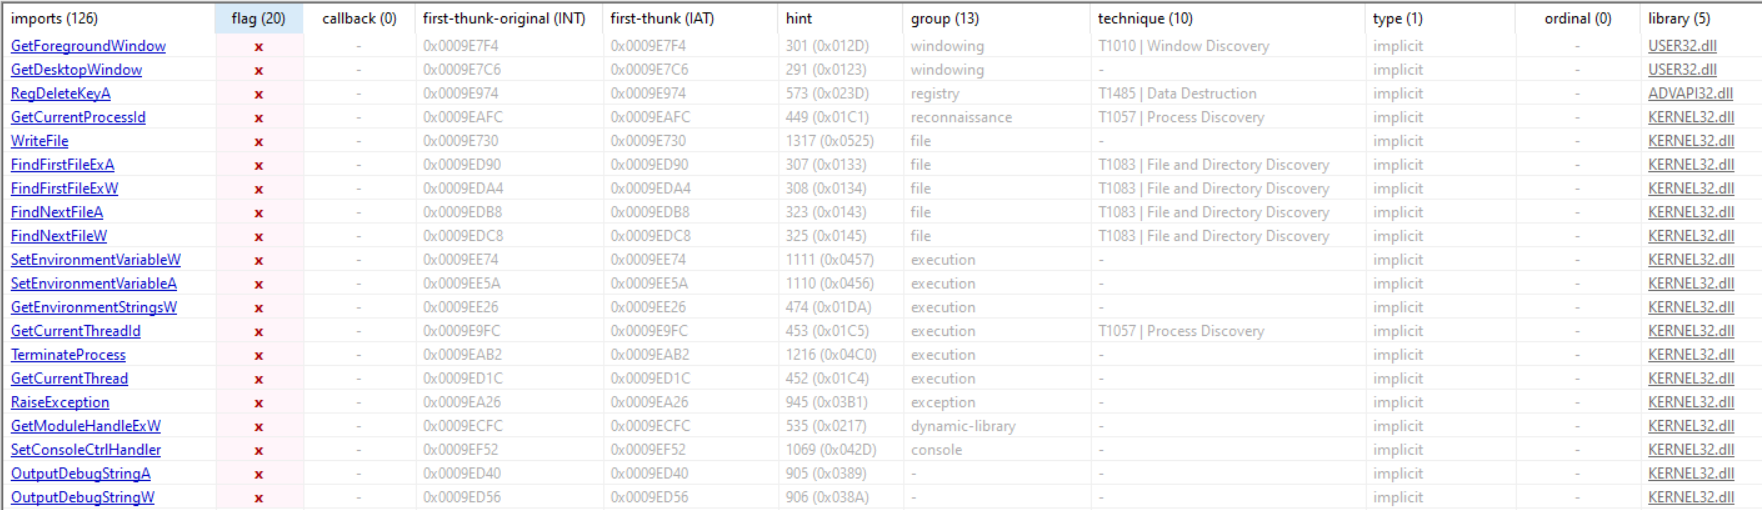 imports (126) flag (20) callback (0) first-thunk-original (INT) first-thunk (IAT) hint group (13) technique (10) type (1) ordinal (0) library (5)
GetForegroundWindow x - 0x0009E7F4 0x0009E7F4 301 (0x012D) windowing T1010 | Window Discovery implicit - USER32.dll
GetDesktopWindow x - 0x0009E7C6 0x0009E7C6 291 (0x0123) windowing - implicit - USER32.dll
RegDeleteKeyA x - 0x0009E974 0x0009E974 573 (0x023D) registry T1485 | Data Destruction implicit - ADVAPI32.dll
GetCurrentProcessId x - 0x0009EAFC 0x0009EAFC 449 (0x01C1) reconnaissance T1057 | Process Discovery implicit - KERNEL32.dll
WriteFile x - 0x0009E730 0x0009E730 1317 (0x0525) file - implicit - KERNEL32.dll
FindFirstFileExA x - 0x0009ED90 0x0009ED90 307 (0x0133) file T1083 | File and Directory Discovery implicit - KERNEL32.dll
FindFirstFileExW x - 0x0009EDA4 0x0009EDA4 308 (0x0134) file T1083 | File and Directory Discovery implicit - KERNEL32.dll
FindNextFileA x - 0x0009EDB8 0x0009EDB8 323 (0x0143) file T1083 | File and Directory Discovery implicit - KERNEL32.dll
FindNextFileW x - 0x0009EDC8 0x0009EDC8 325 (0x0145) file T1083 | File and Directory Discovery implicit - KERNEL32.dll
SetEnvironmentVariableW x - 0x0009EE74 0x0009EE74 1111 (0x0457) execution - implicit - KERNEL32.dll
SetEnvironmentVariableA x - 0x0009EE5A 0x0009EE5A 1110 (0x0456) execution - implicit - KERNEL32.dll
GetEnvironmentStringsW x - 0x0009EE26 0x0009EE26 474 (0x01DA) execution - implicit - KERNEL32.dll
GetCurrentThreadId x - 0x0009E9FC 0x0009E9FC 453 (0x01C5) execution T1057 | Process Discovery implicit - KERNEL32.dll
TerminateProcess x - 0x0009EAB2 0x0009EAB2 1216 (0x04C0) execution - implicit - KERNEL32.dll
GetCurrentThread x - 0x0009ED1C 0x0009ED1C 452 (0x01C4) execution - implicit - KERNEL32.dll
RaiseException x - 0x0009EA26 0x0009EA26 945 (0x03B1) exception - implicit - KERNEL32.dll
GetModuleHandleExW x - 0x0009ECFC 0x0009ECFC 535 (0x0217) dynamic-library - implicit - KERNEL32.dll
SetConsoleCtrlHandler x - 0x0009EF52 0x0009EF52 1069 (0x042D) console - implicit - KERNEL32.dll
OutputDebugStringA x - 0x0009ED40 0x0009ED40 905 (0x0389) - - implicit - KERNEL32.dll
OutputDebugStringW x - 0x0009ED56 0x0009ED56 906 (0x038A) - - implicit - KERNEL32.dll